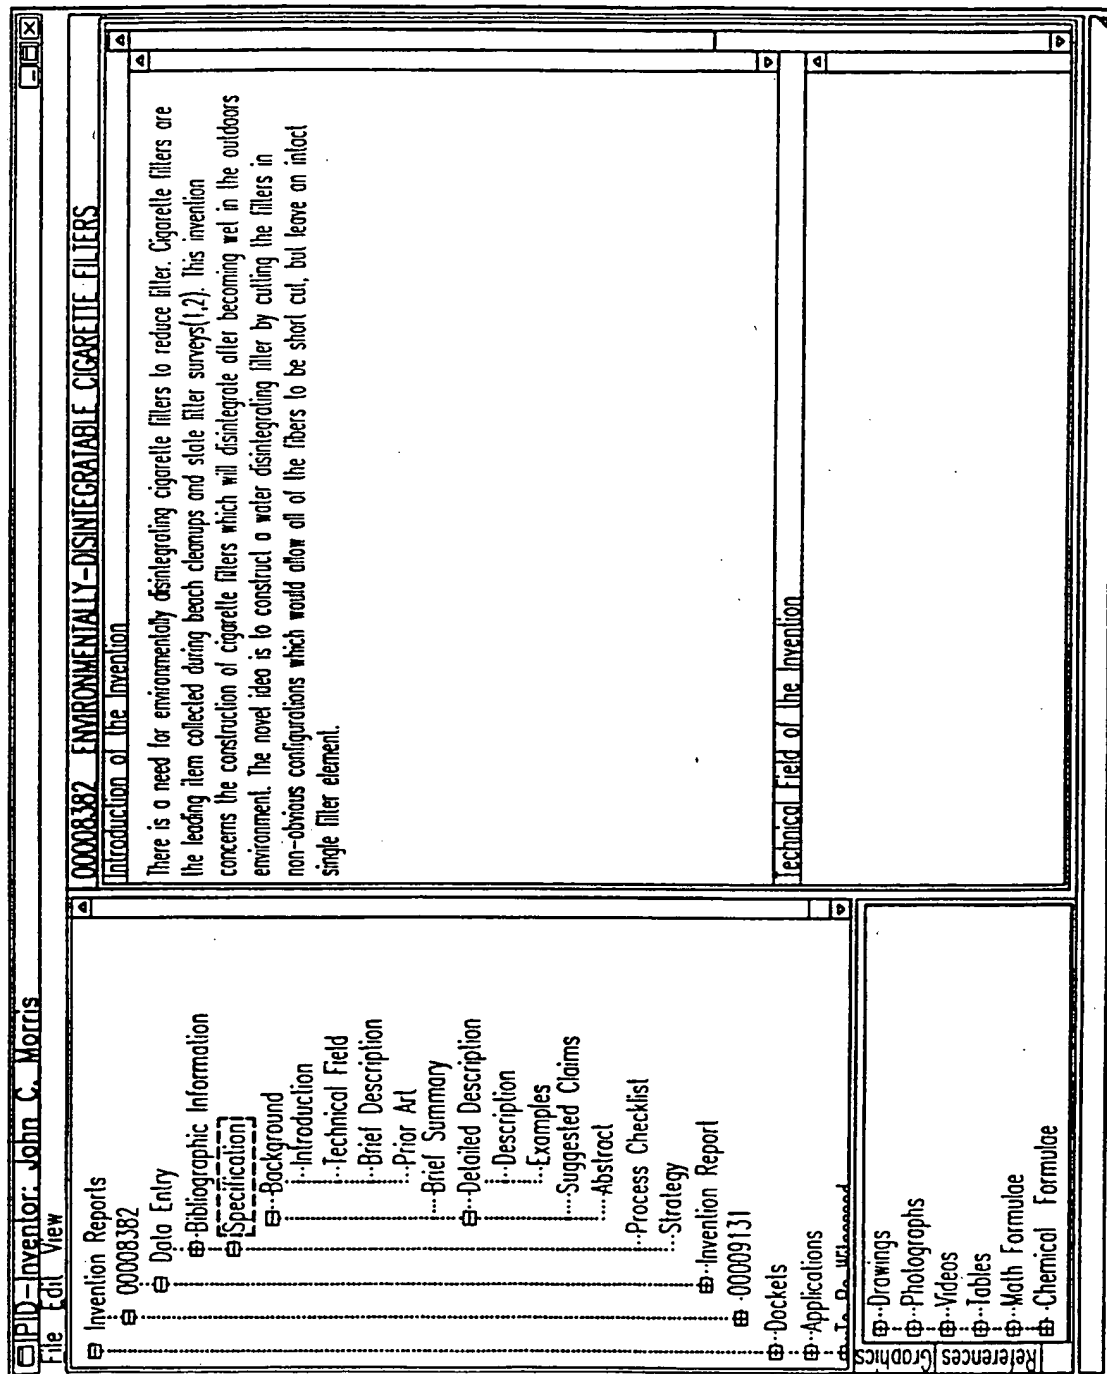 IPID-Inventor: John C. Morris
File Edit View
Invention Reports
00008382
Data Entry
Bibliographic Information
Specification
Background
Introduction
Technical Field
Brief Description
Prior Art
Brief Summary
Detailed Description
Description
Examples
Suggested Claims
Abstract
Process Checklist
Strategy
Invention Report
00009131
Dockets
Applications
To Be Witnessed
Graphics
References
Drawings
Photographs
Videos
Tables
Math Formulae
Chemical Formulae
00008382 ENVIRONMENTALLY-DISINTEGRATABLE CIGARETTE FILTERS
Introduction of the Invention
There is a need for environmentally disintegrating cigarette filters to reduce litter. Cigarette filters are
the leading item collected during beach cleanups and state litter surveys(1,2). This invention
concerns the construction of cigarette filters which will disintegrate after becoming wet in the outdoors
environment. The novel idea is to construct a water disintegrating filter by cutting the filters in
non-obvious configurations which would allow all of the fibers to be short cut, but leave an intact
single filter element.
Technical Field of the Invention